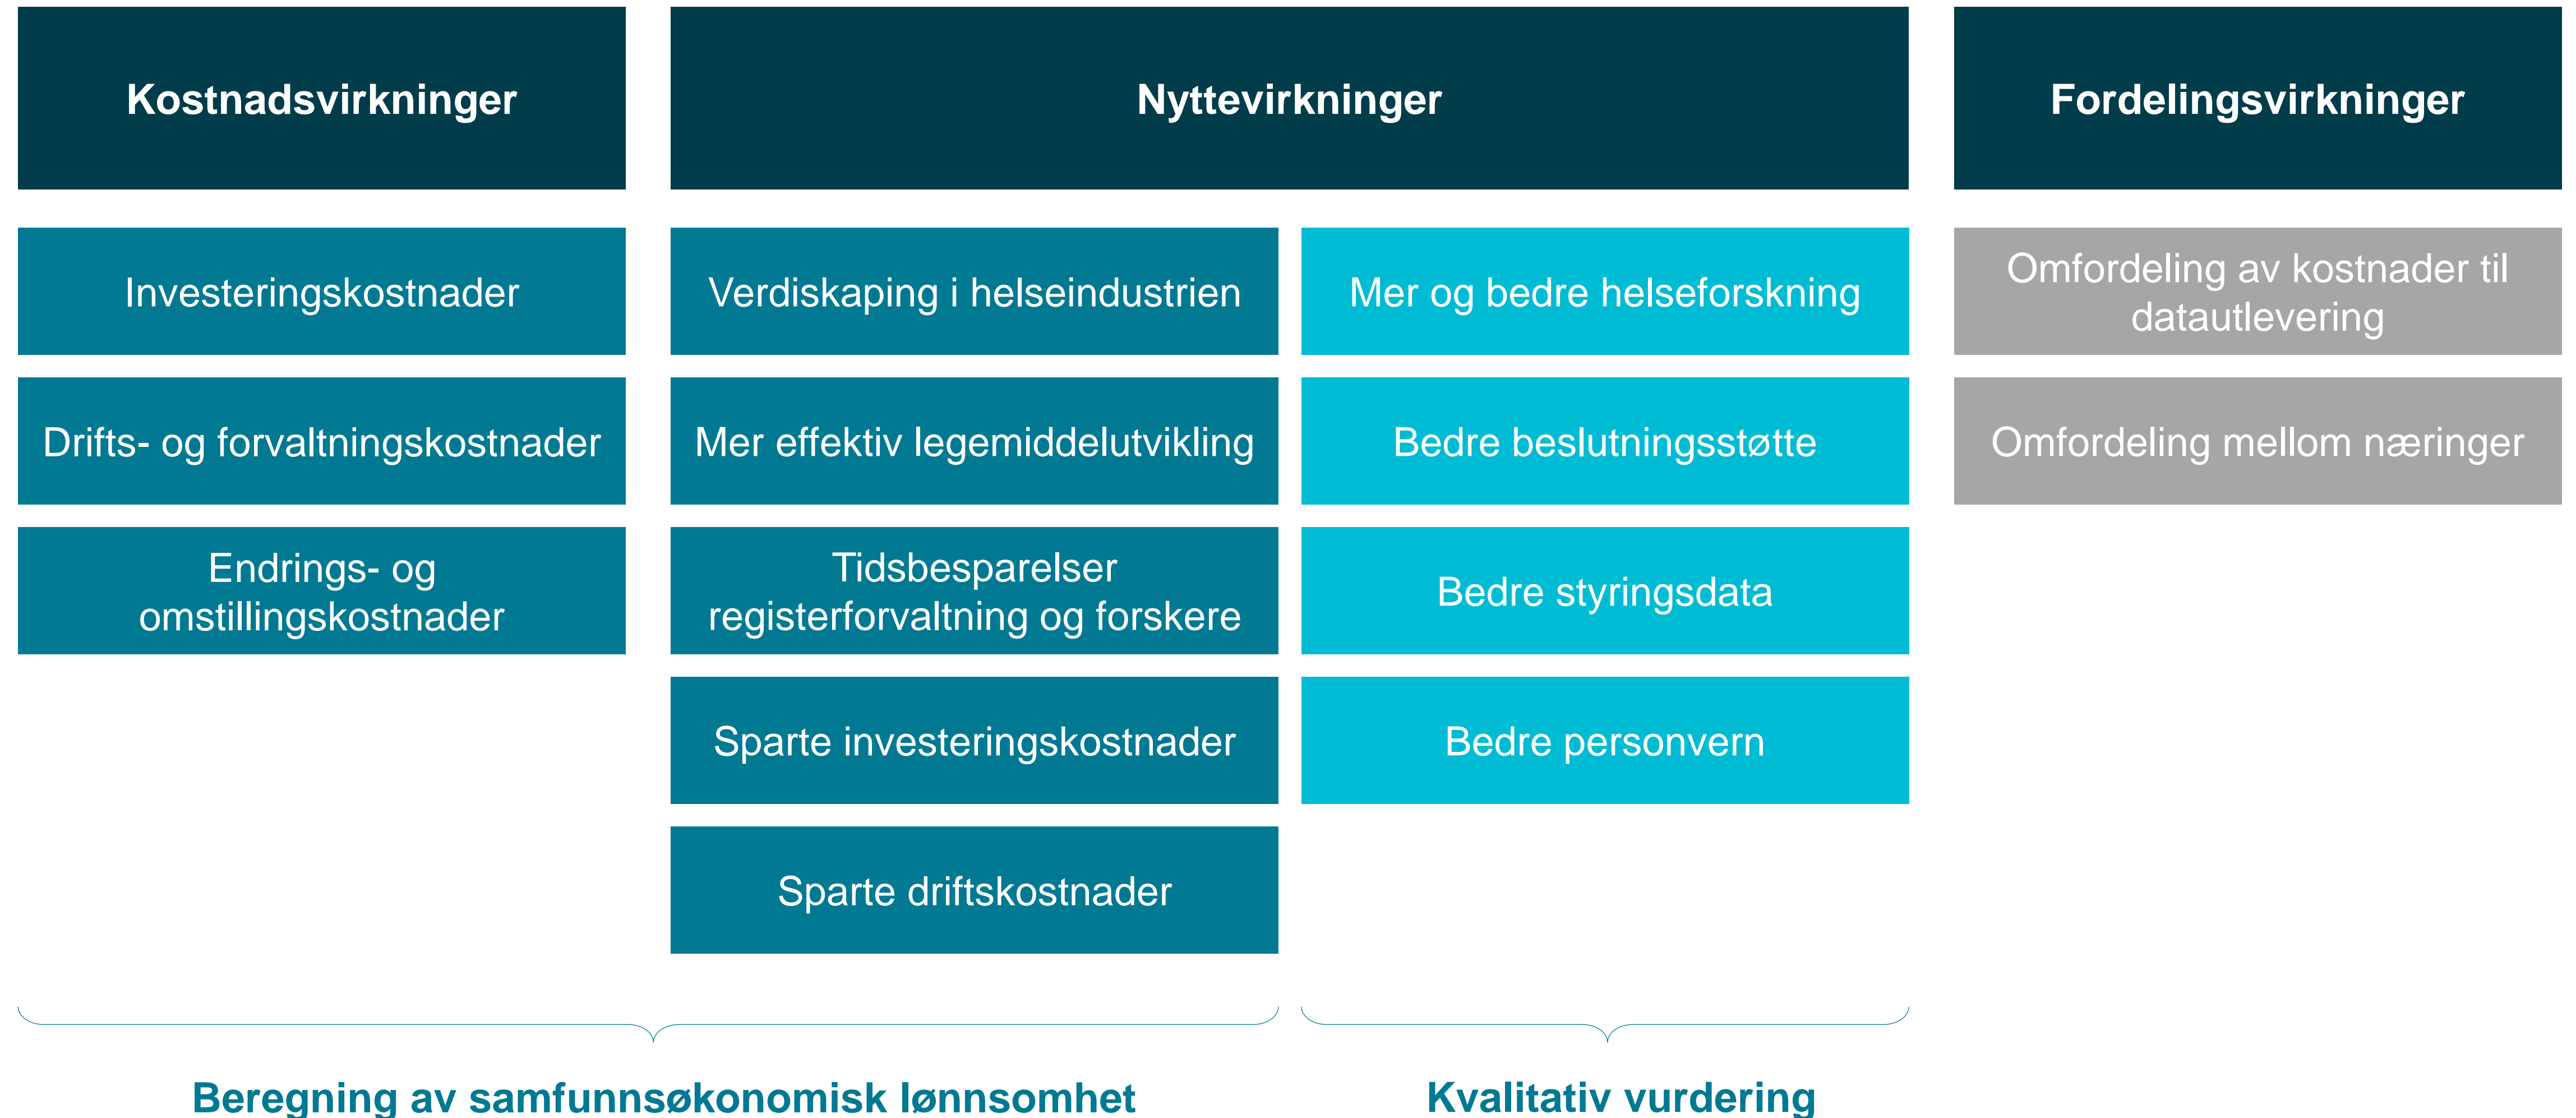 Kostnadsvirkninger
Nyttevirkninger
Fordelingsvirkninger
Investeringskostnader
Verdiskaping i helseindustrien
Mer og bedre helseforskning
Omfordeling av kostnader til
datautlevering
Drifts- og forvaltningskostnader
Mer effektiv legemiddelutvikling
Bedre beslutningsstøtte
Omfordeling mellom næringer
Endrings- og
omstillingskostnader
Tidsbesparelser
registerforvaltning og forskere
Bedre styringsdata
Sparte investeringskostnader
Bedre personvern
Sparte driftskostnader
Beregning av samfunnsøkonomisk lønnsomhet
Kvalitativ vurdering